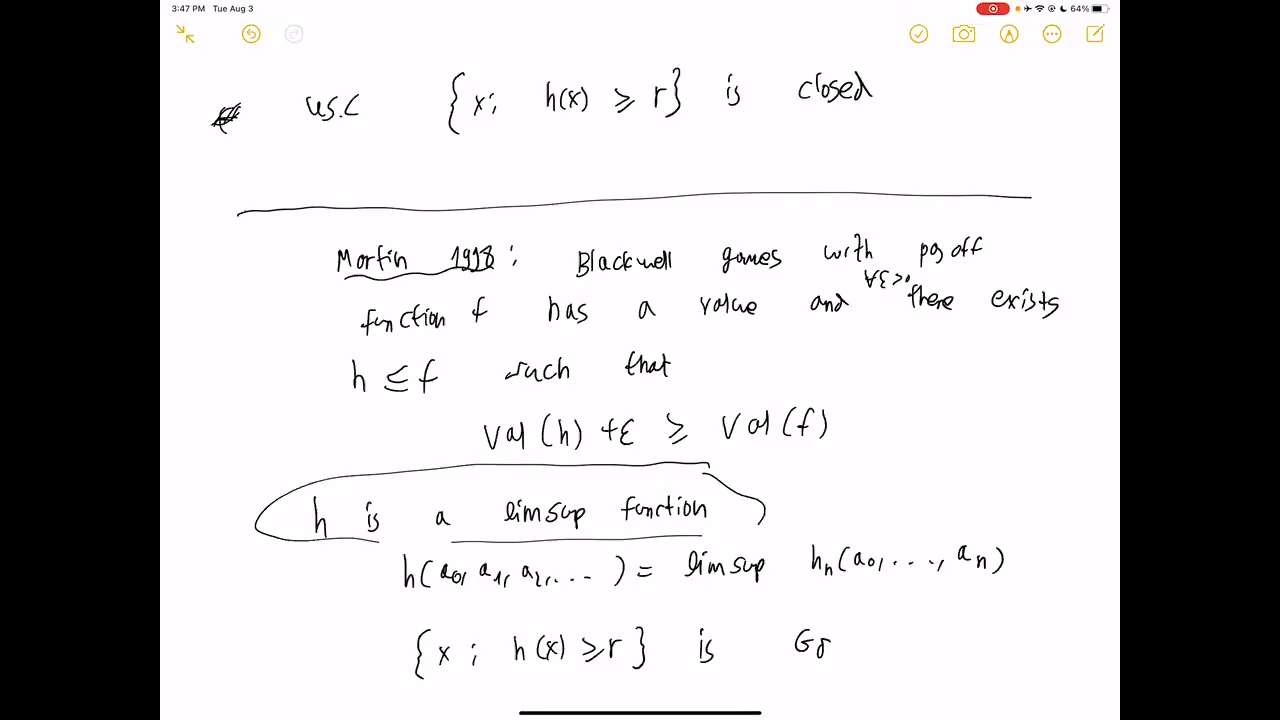 3:47 PM Tue Aug 3
64%
u.s.c {x; h(x) ≥ r} is closed
Martin 1998: Blackwell games with payoff
∀ε>0
function f has a value and there exists
h ≤ f such that
val(h) +ε ≥ val(f)
h is a limsup function
h(a0, a1, a2, ...) = limsup hn(a0, ..., an)
{x ; h(x) ≥ r} is Gδ